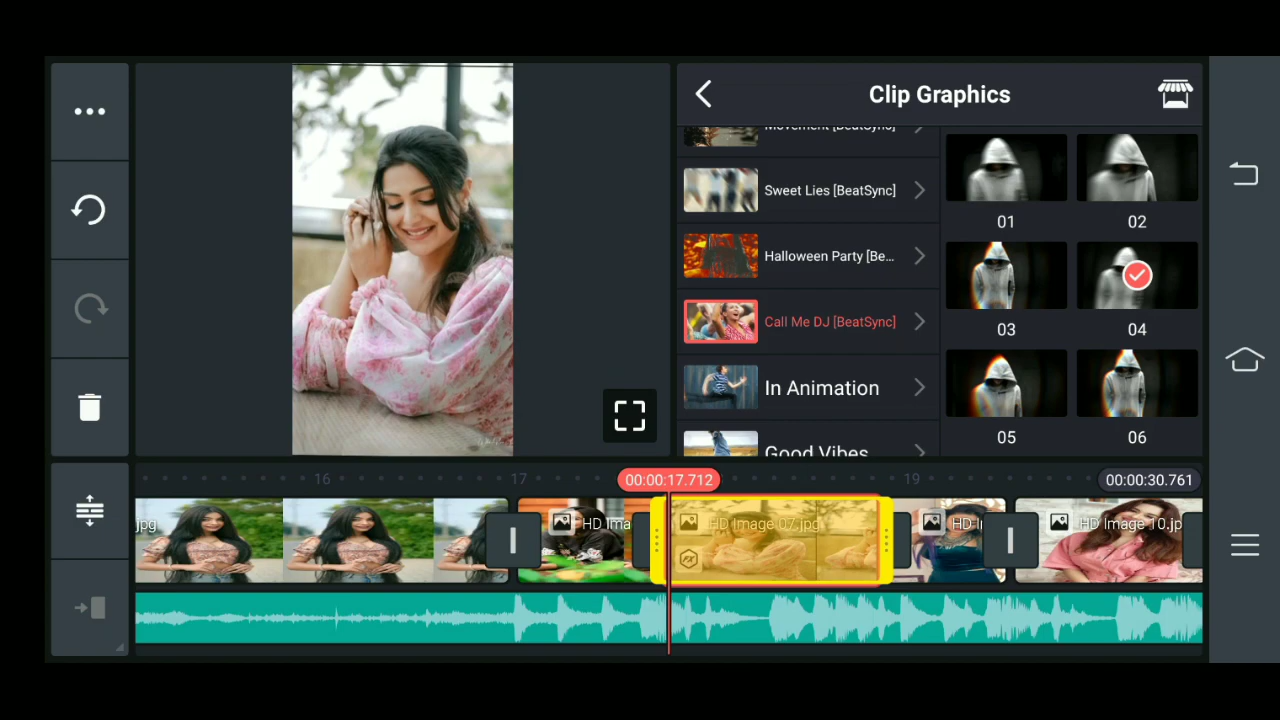 Clip Graphics
Movement [BeatSync]
Sweet Lies [BeatSync]
Halloween Party [Be...
Call Me DJ [BeatSync]
In Animation
Good Vibes
01
02
03
04
05
06
16
17
00:00:17.712
19
00:00:30.761
jpg
HD Ima
HD Image 07.jpg
HD I
HD Image 10.jp
FX